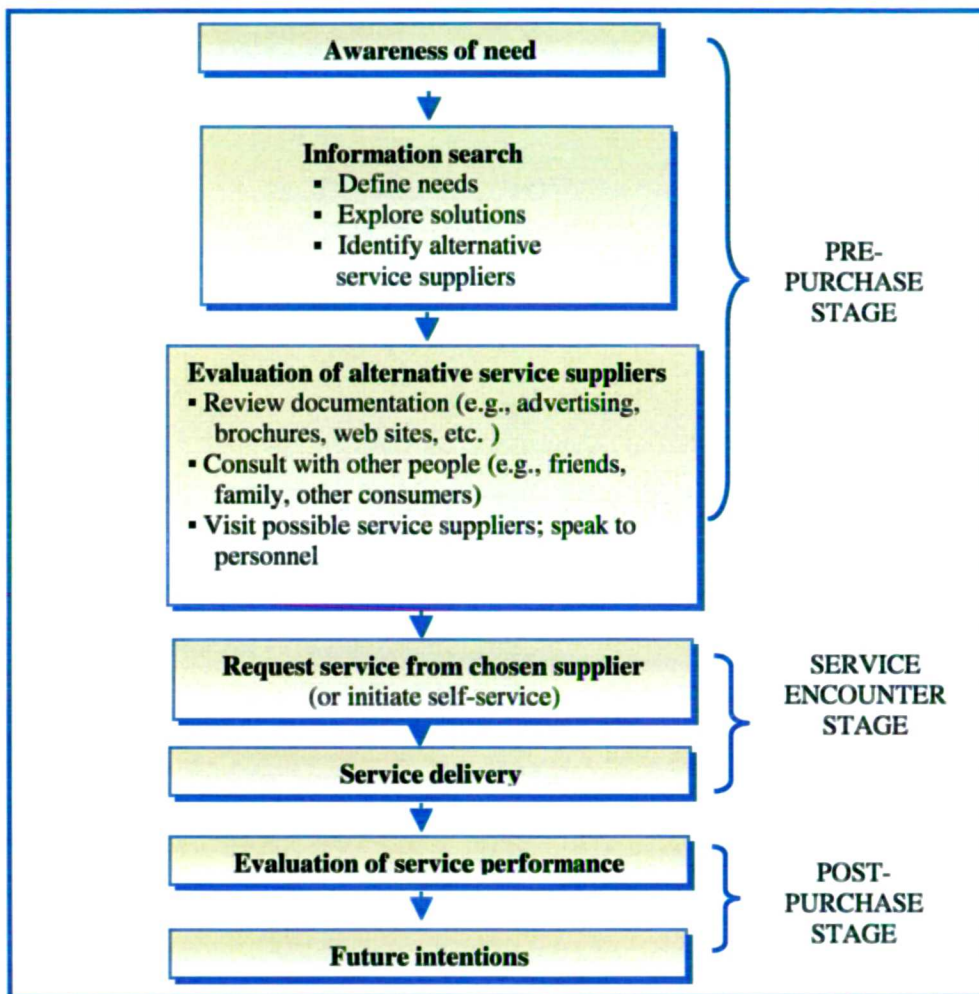 Awareness of need
Information search
▪ Define needs
▪ Explore solutions
▪ Identify alternative
service suppliers
PRE-
PURCHASE
STAGE
Evaluation of alternative service suppliers
▪ Review documentation (e.g., advertising,
brochures, web sites, etc. )
▪ Consult with other people (e.g., friends,
family, other consumers)
▪ Visit possible service suppliers; speak to
personnel
Request service from chosen supplier
(or initiate self-service)
SERVICE
ENCOUNTER
STAGE
Service delivery
Evaluation of service performance
POST-
PURCHASE
STAGE
Future intentions